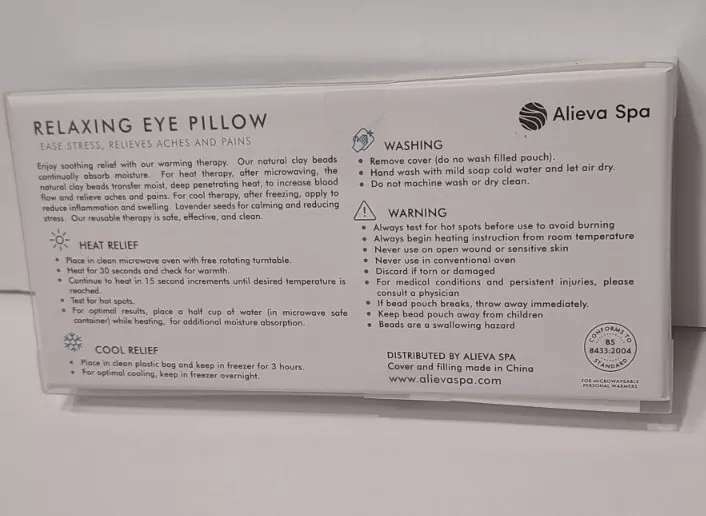 RELAXING EYE PILLOW
EASE STRESS, RELIEVES ACHES AND PAINS
Enjoy soothing relief with our warming therapy. Our natural clay beads
continually absorb moisture. For heat therapy, after microwaving, the
natural clay beads transfer moist, deep penetrating heat, to increase blood
flow and relieve aches and pains. For cool therapy, after freezing, apply to
reduce inflammation and swelling. Lavender seeds for calming and reducing
stress. Our reusable therapy is safe, effective, and clean.
HEAT RELIEF
• Place in clean microwave oven with free rotating turntable.
• Heat for 30 seconds and check for warmth.
• Continue to heat in 15 second increments until desired temperature is
reached.
• Test for hot spots.
• For optimal results, place a half cup of water (in microwave safe
container) while heating, for additional moisture absorption.
COOL RELIEF
• Place in clean plastic bag and keep in freezer for 3 hours.
• For optimal cooling, keep in freezer overnight.
Alieva Spa
WASHING
• Remove cover (do no wash filled pouch).
• Hand wash with mild soap cold water and let air dry.
• Do not machine wash or dry clean.
WARNING
• Always test for hot spots before use to avoid burning
• Always begin heating instruction from room temperature
• Never use on open wound or sensitive skin
• Never use in conventional oven
• Discard if torn or damaged
• For medical conditions and persistent injuries, please
consult a physician
• If bead pouch breaks, throw away immediately.
• Keep bead pouch away from children
• Beads are a swallowing hazard
DISTRIBUTED BY ALIEVA SPA
Cover and filling made in China
www.alievaspa.com
CONFORMS TO
BS
8433:2004
STANDARD
FOR MICROWAVEABLE
PERSONAL WARMERS